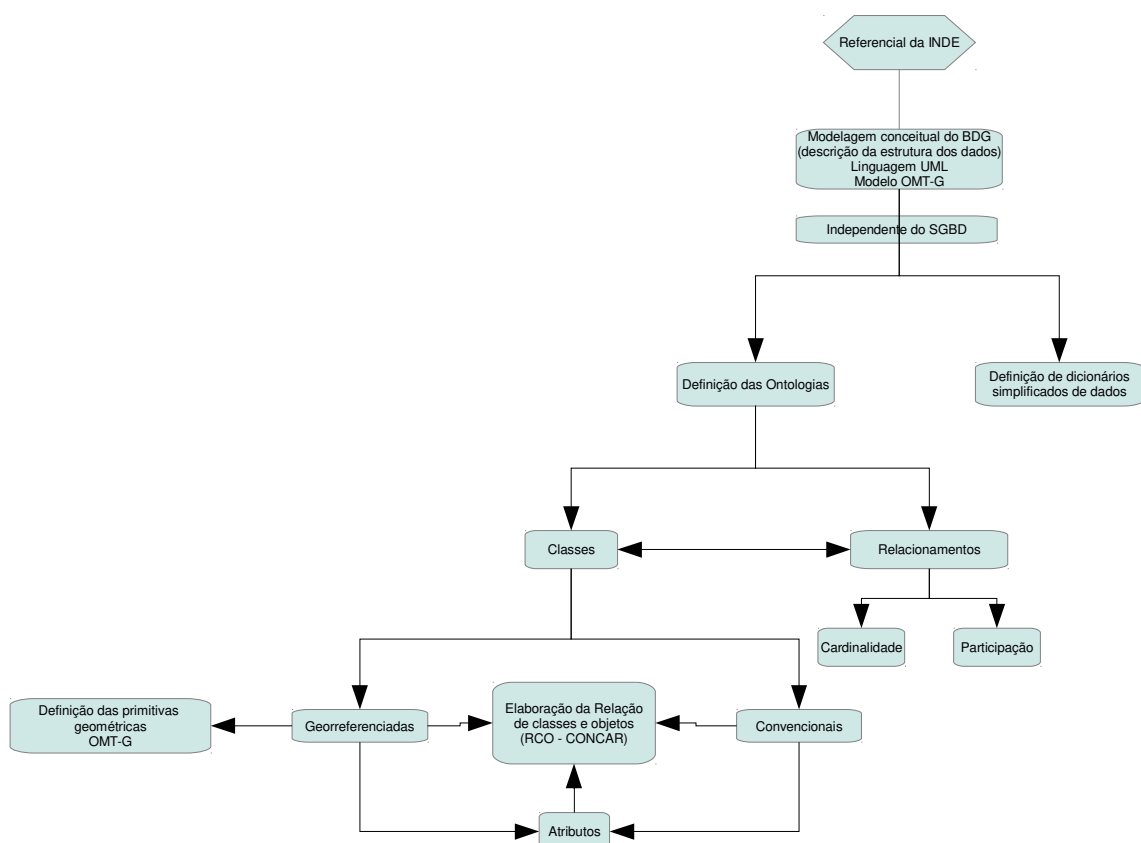 Referencial da INDE
Modelagem conceitual do BDG
(descrição da estrutura dos dados)
Linguagem UML
Modelo OMT-G
Independente do SGBD
Definição das Ontologias
Definição de dicionários
simplificados de dados
Classes
Relacionamentos
Cardinalidade
Participação
Definição das primitivas
geométricas
OMT-G
Georreferenciadas
Elaboração da Relação
de classes e objetos
(RCO - CONCAR)
Convencionais
Atributos